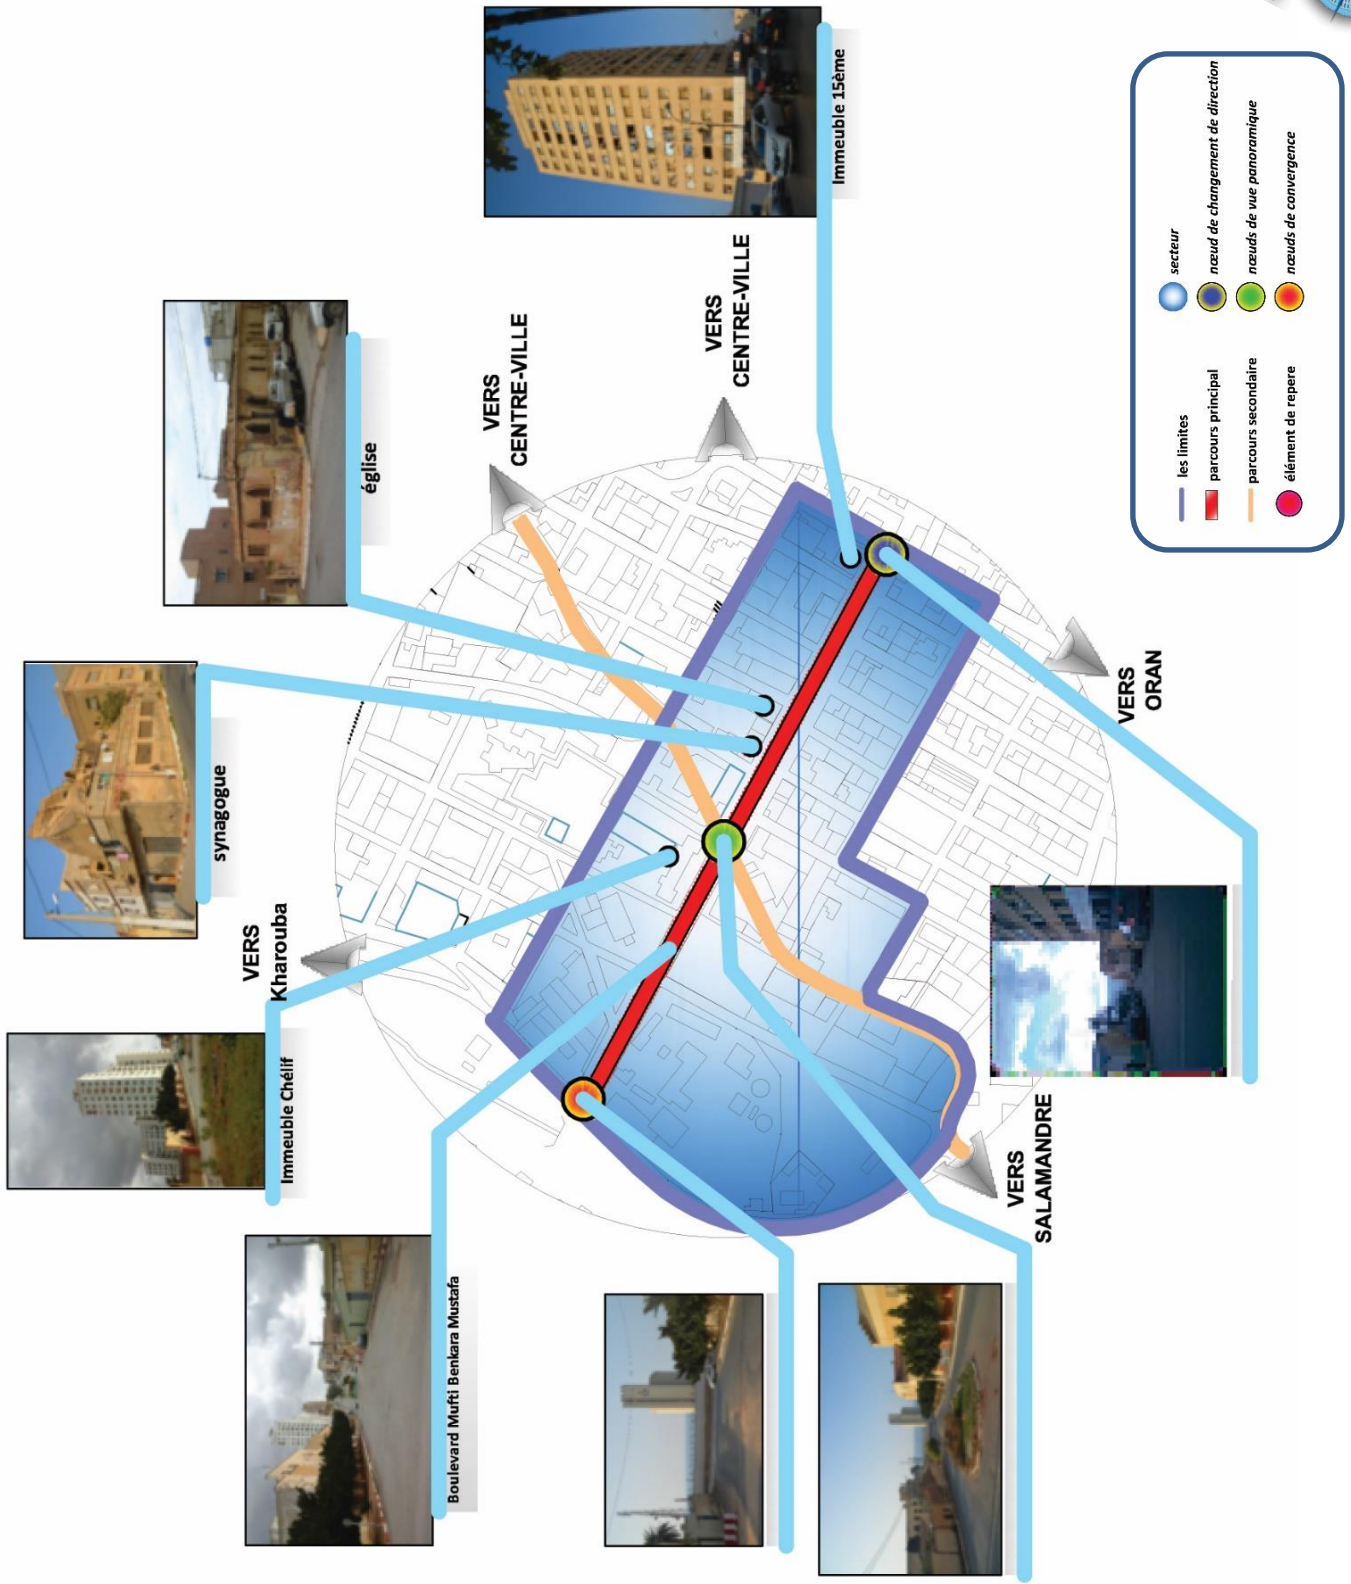 Immeuble 15ème
église
synagogue
Immeuble Chélif
Boulevard Mufti Benkara Mustafa
VERS
CENTRE-VILLE
VERS
CENTRE-VILLE
VERS
Kharouba
VERS
ORAN
VERS
SALAMANDRE
les limites
parcours principal
parcours secondaire
élément de repere
secteur
nœud de changement de direction
nœuds de vue panoramique
nœuds de convergence